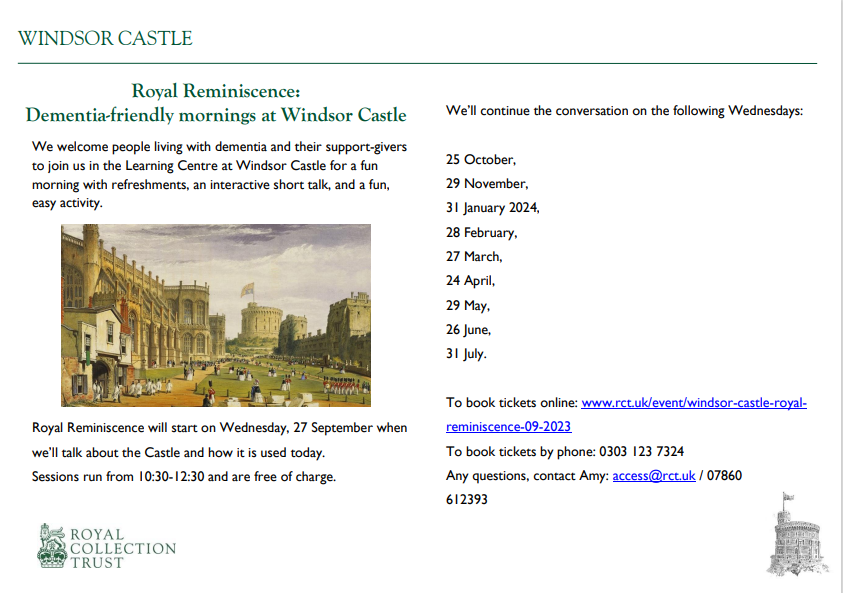 WINDSOR CASTLE
Royal Reminiscence:
Dementia-friendly mornings at Windsor Castle
We welcome people living with dementia and their support-givers
to join us in the Learning Centre at Windsor Castle for a fun
morning with refreshments, an interactive short talk, and a fun,
easy activity.
Royal Reminiscence will start on Wednesday, 27 September when
we'll talk about the Castle and how it is used today.
Sessions run from 10:30-12:30 and are free of charge.
We'll continue the conversation on the following Wednesdays:
25 October,
29 November,
31 January 2024,
28 February,
27 March,
24 April,
29 May,
26 June,
31 July.
To book tickets online: www.rct.uk/event/windsor-castle-royal-
reminiscence-09-2023
To book tickets by phone: 0303 123 7324
Any questions, contact Amy: access@rct.uk / 07860
612393
ROYAL
COLLECTION
TRUST